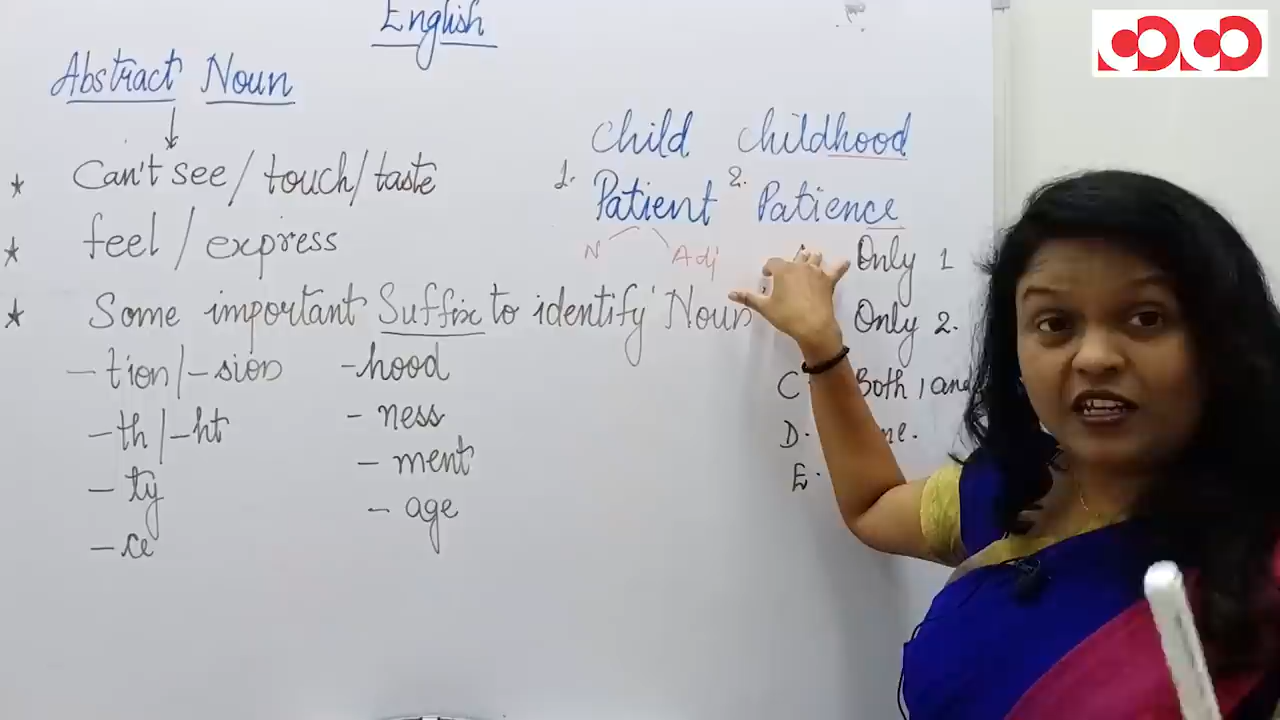 English
Abstract Noun
Can't see / touch / taste
feel / express
Some important Suffix to identify Noun
- tion / - sion
- th / - ht
- ty
- ce
- hood
- ness
- ment
- age
Child Childhood
1. Patient 2. Patience
N Adj
Only 1
Only 2.
C Both 1 and
D.
E.